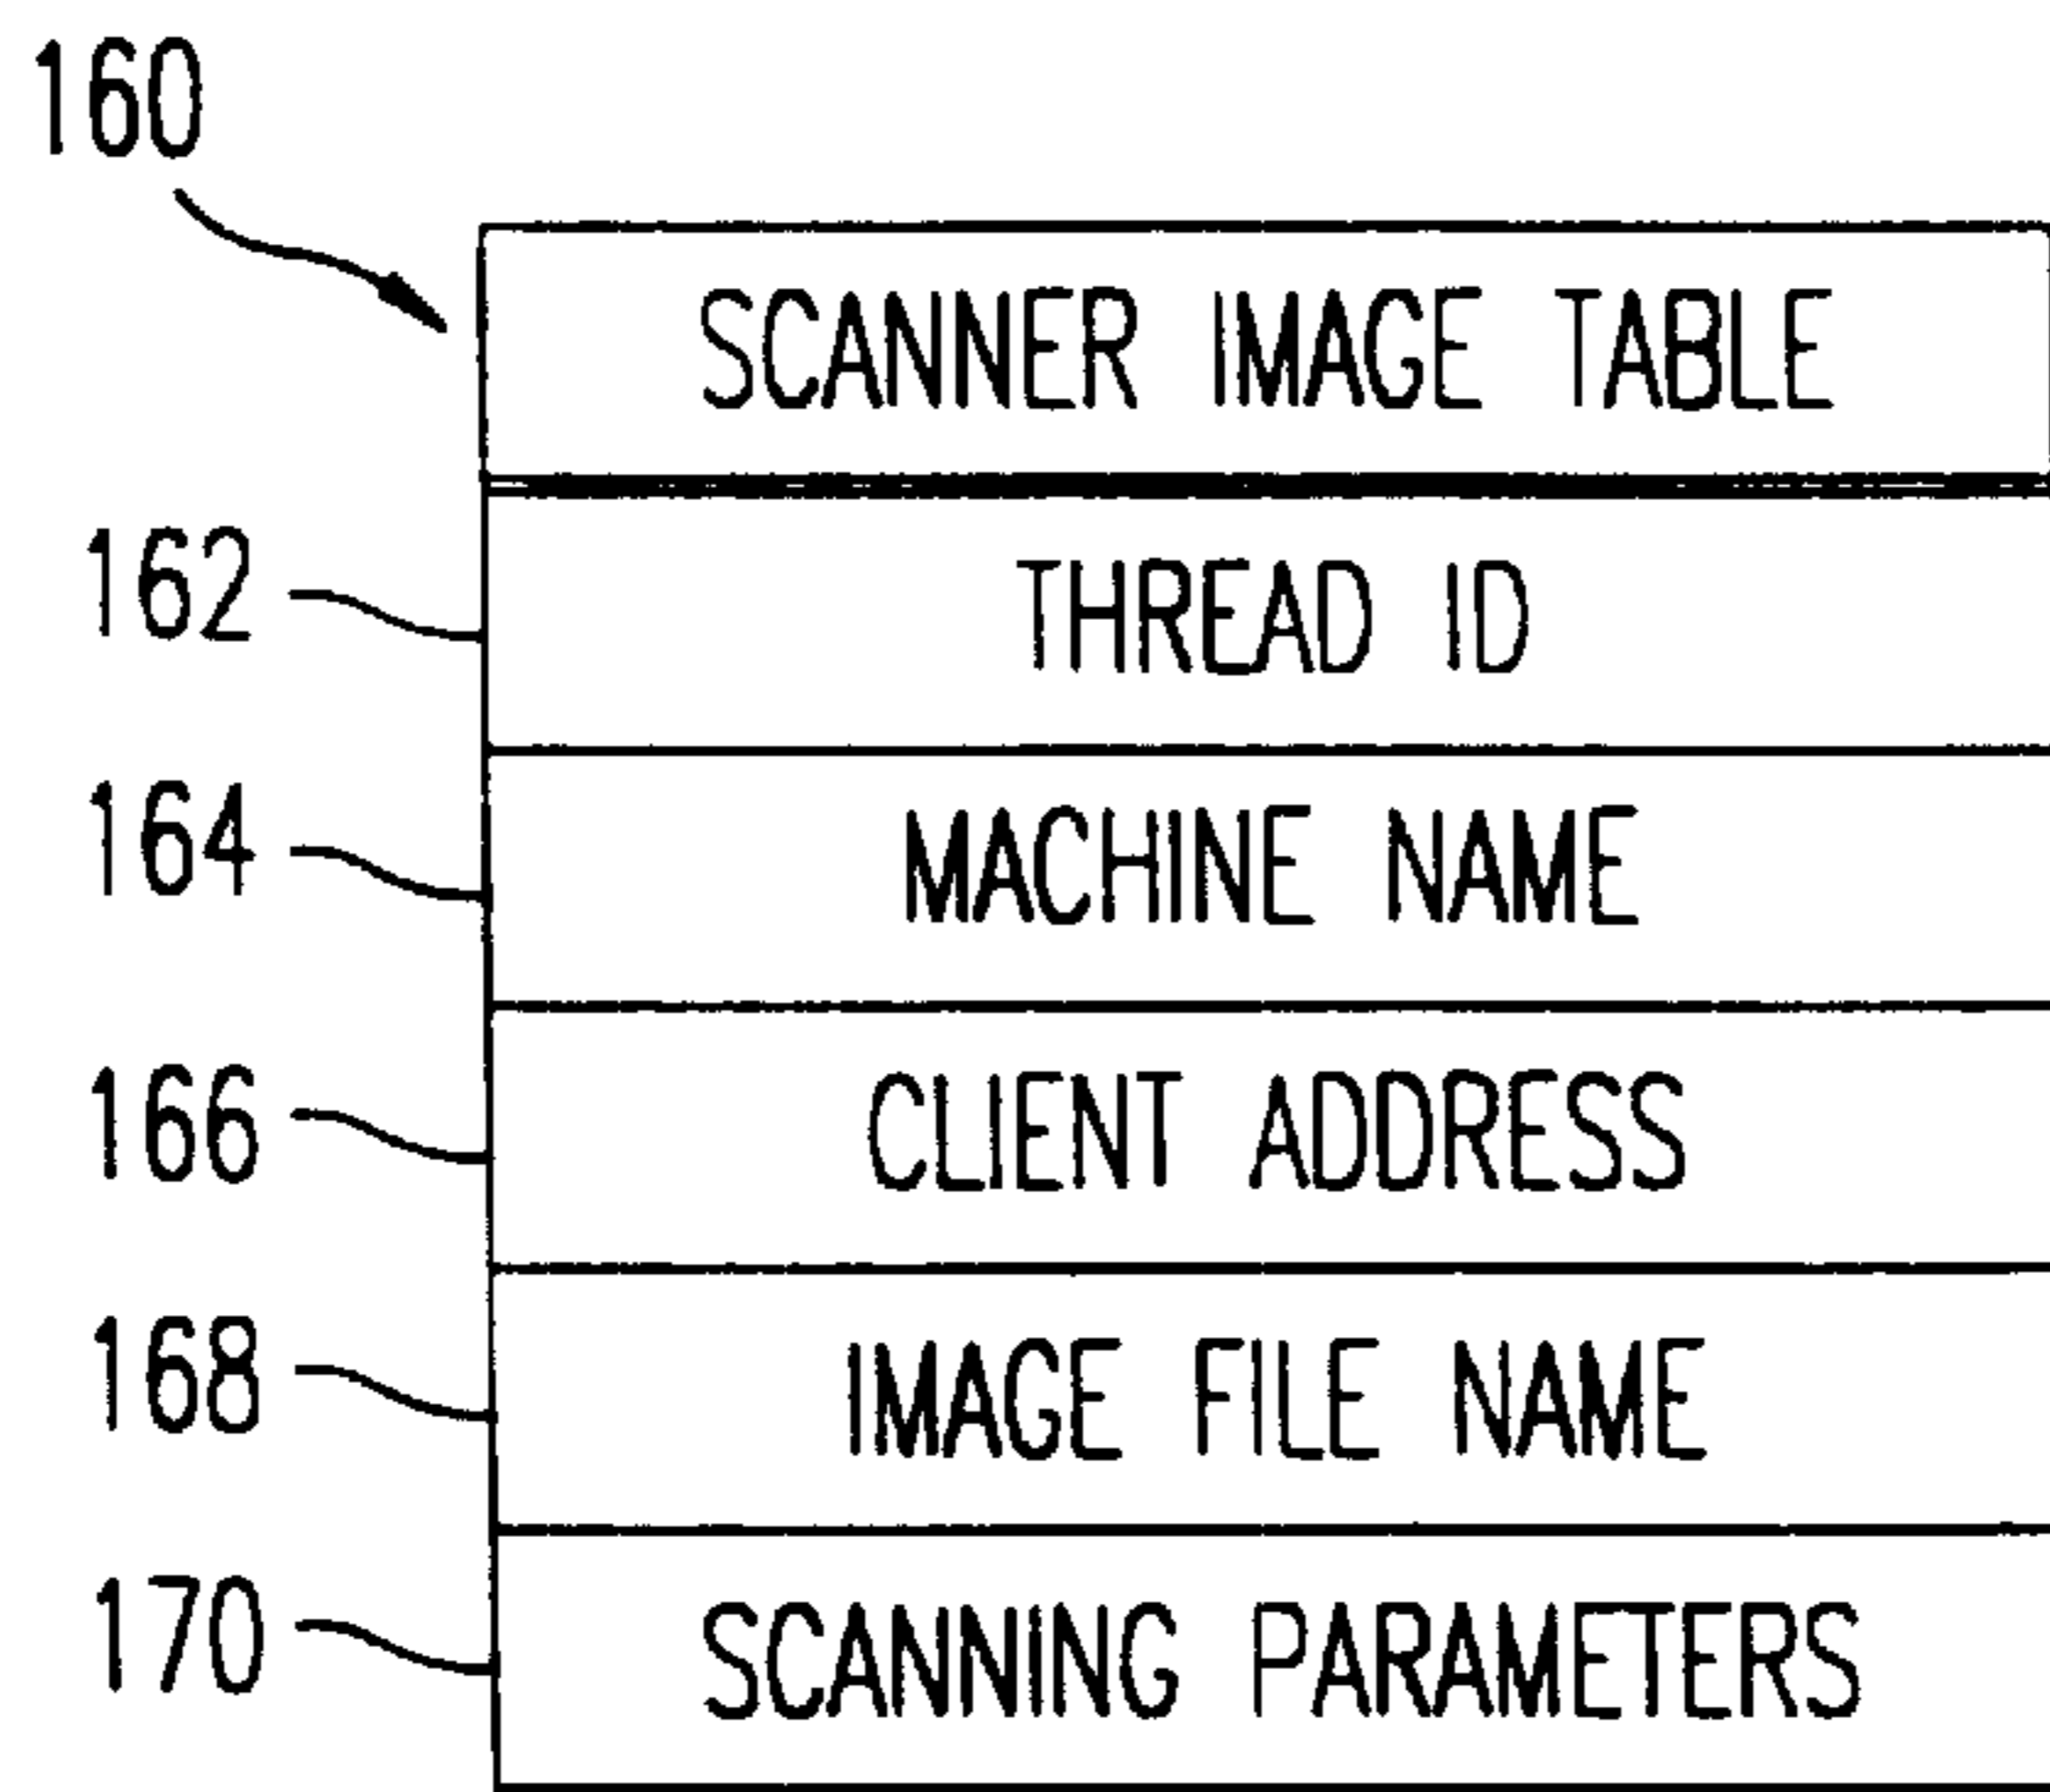 160
SCANNER IMAGE TABLE
162 THREAD ID
164 MACHINE NAME
166 CLIENT ADDRESS
168 IMAGE FILE NAME
170 SCANNING PARAMETERS